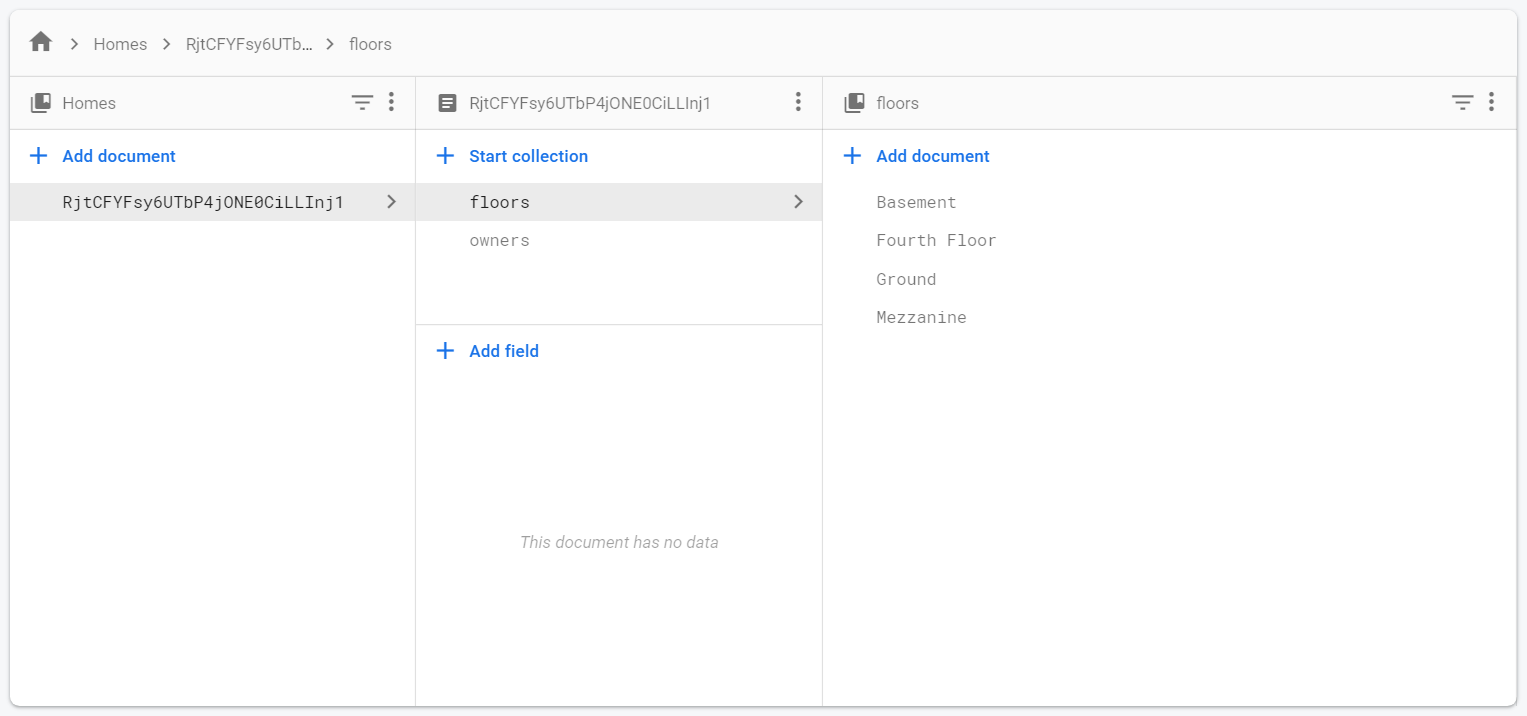 Homes
RjtCFYFsy6UTb...
floors
Homes
RjtCFYFsy6UTbP4jONE0CiLLInj1
floors
Add document
Start collection
Add document
RjtCFYFsy6UTbP4jONE0CiLLInj1
floors
owners
Basement
Fourth Floor
Ground
Mezzanine
Add field
This document has no data